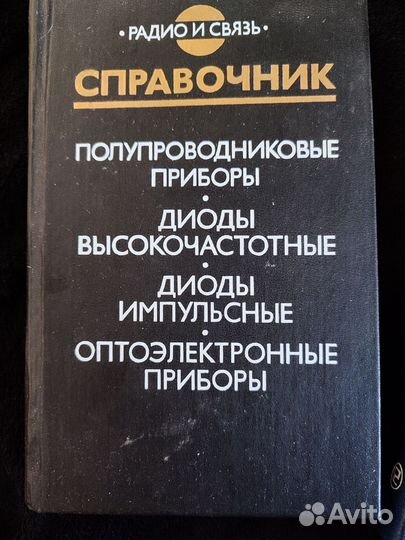 • РАДИО И СВЯЗЬ •
СПРАВОЧНИК
ПОЛУПРОВОДНИКОВЫЕ
ПРИБОРЫ
•
ДИОДЫ
ВЫСОКОЧАСТОТНЫЕ
•
ДИОДЫ
ИМПУЛЬСНЫЕ
•
ОПТОЭЛЕКТРОННЫЕ
ПРИБОРЫ
Avito